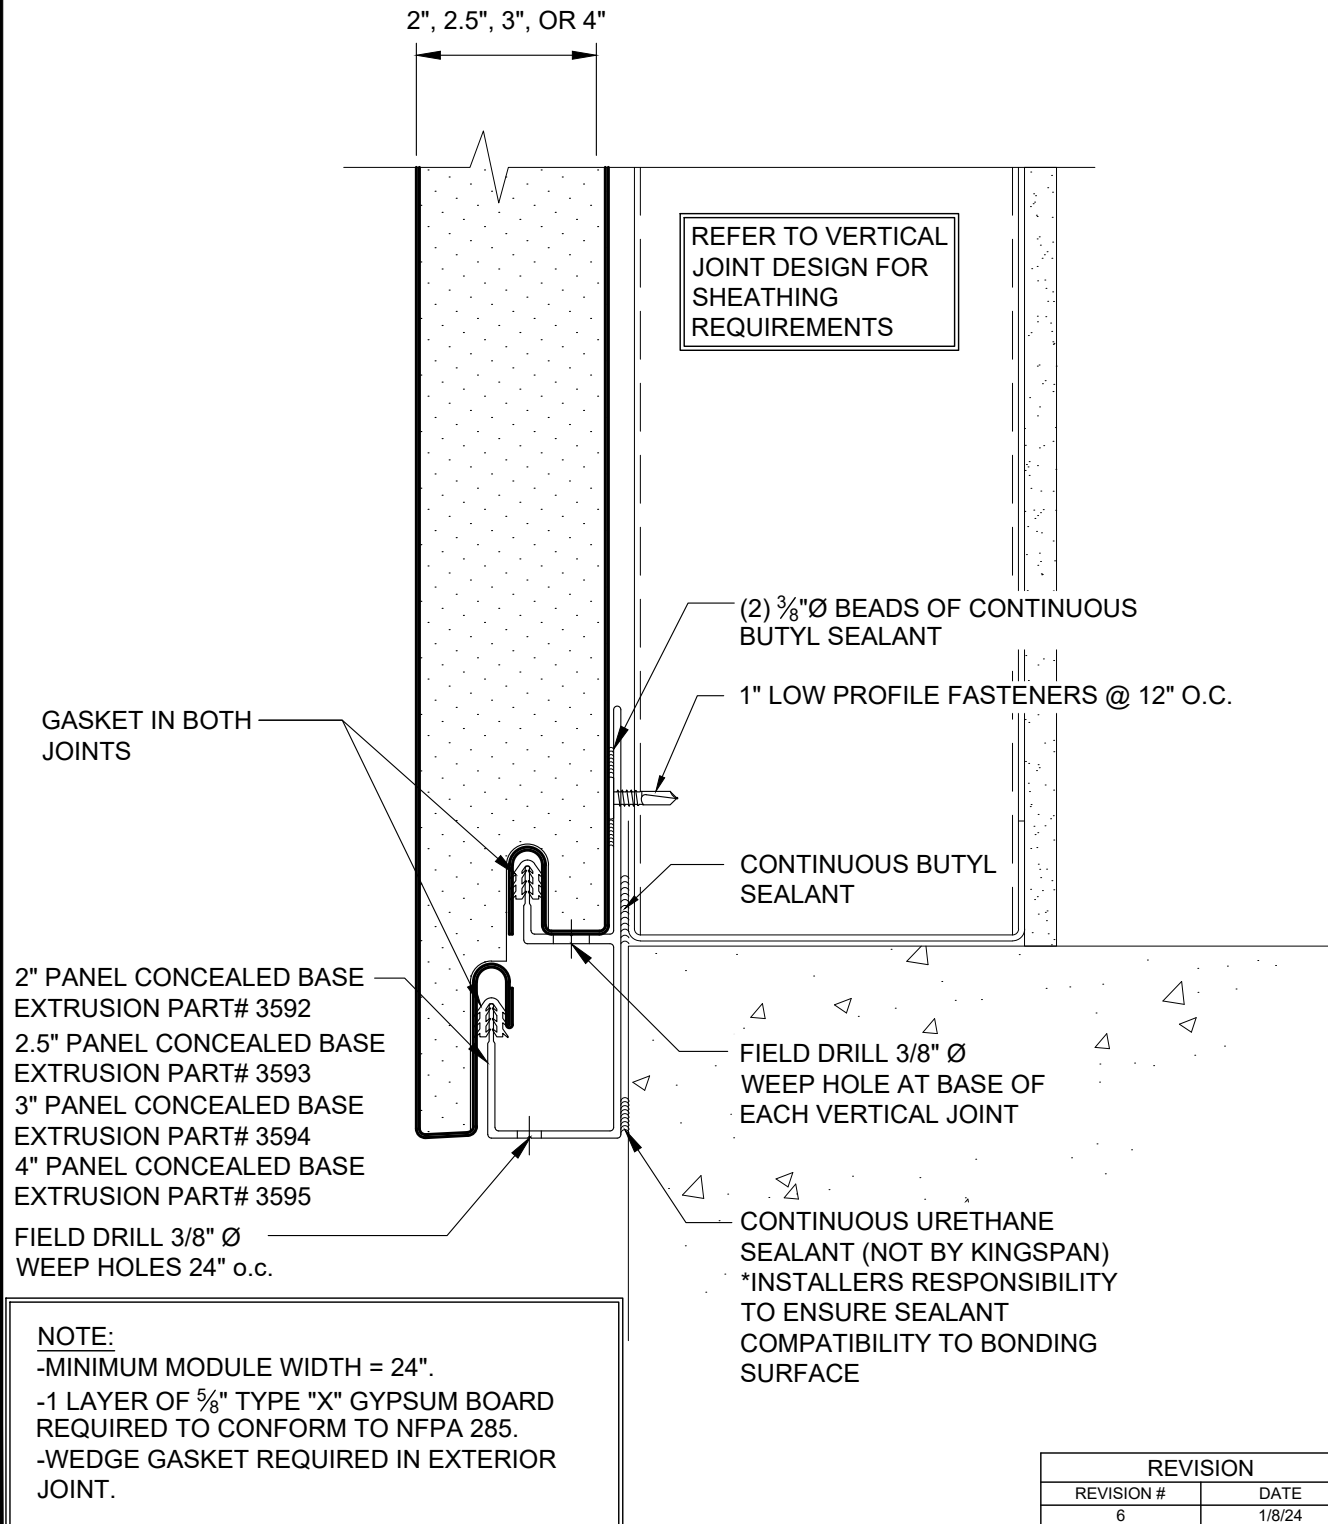 2", 2.5", 3", OR 4"
REFER TO VERTICAL
JOINT DESIGN FOR
SHEATHING
REQUIREMENTS
(2) ⅜"Ø BEADS OF CONTINUOUS
BUTYL SEALANT
1" LOW PROFILE FASTENERS @ 12" O.C.
GASKET IN BOTH
JOINTS
CONTINUOUS BUTYL
SEALANT
2" PANEL CONCEALED BASE
EXTRUSION PART# 3592
2.5" PANEL CONCEALED BASE
EXTRUSION PART# 3593
3" PANEL CONCEALED BASE
EXTRUSION PART# 3594
4" PANEL CONCEALED BASE
EXTRUSION PART# 3595
FIELD DRILL 3/8" Ø
WEEP HOLE AT BASE OF
EACH VERTICAL JOINT
FIELD DRILL 3/8" Ø
WEEP HOLES 24" o.c.
CONTINUOUS URETHANE
SEALANT (NOT BY KINGSPAN)
*INSTALLERS RESPONSIBILITY
TO ENSURE SEALANT
COMPATIBILITY TO BONDING
SURFACE
NOTE:
-MINIMUM MODULE WIDTH = 24".
-1 LAYER OF ⅝" TYPE "X" GYPSUM BOARD
REQUIRED TO CONFORM TO NFPA 285.
-WEDGE GASKET REQUIRED IN EXTERIOR
JOINT.
REVISION
REVISION # DATE
6 1/8/24